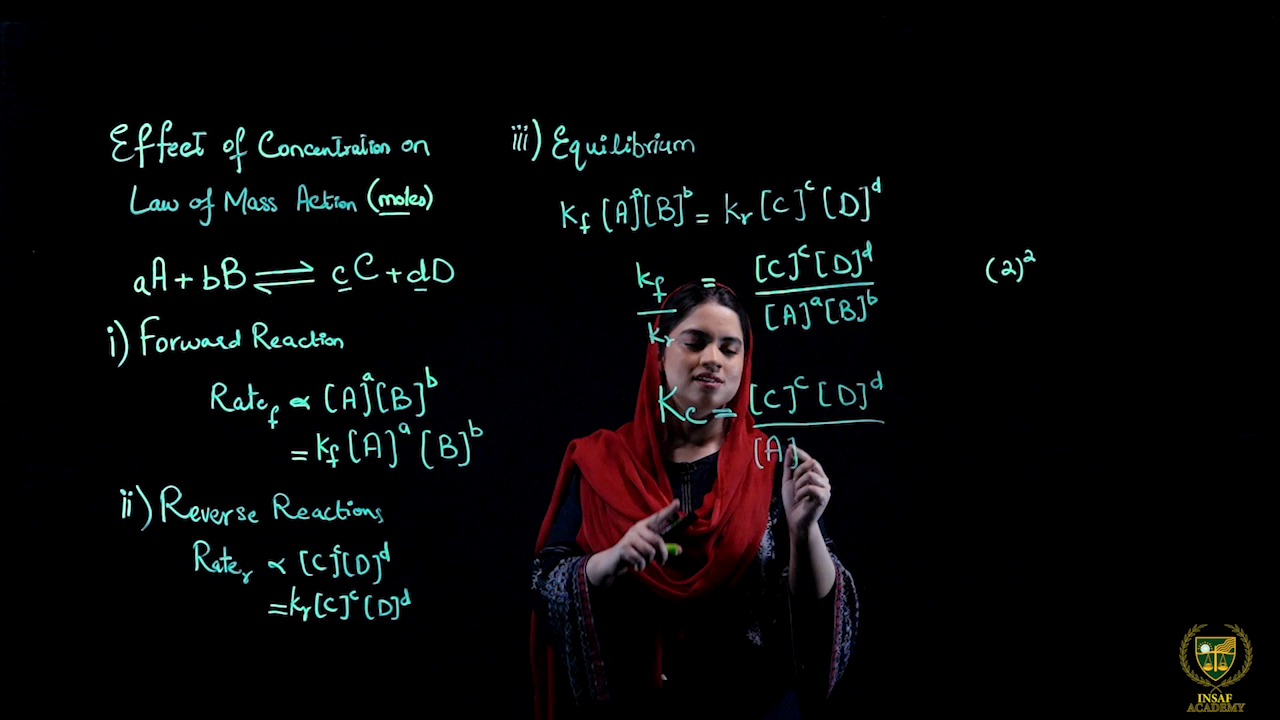 Effect of Concentration on
Law of Mass Action (moles)
aA + bB ⇌ cC + dD
i) Forward Reaction
Rate_f ∝ [A]^a [B]^b
= k_f [A]^a [B]^b
ii) Reverse Reactions
Rate_r ∝ [C]^c [D]^d
= k_r [C]^c [D]^d
iii) Equilibrium
k_f [A]^a [B]^b = k_r [C]^c [D]^d
k_f / k_r = [C]^c [D]^d / [A]^a [B]^b
K_c = [C]^c [D]^d / [A]
(2)^2
INSAF
ACADEMY